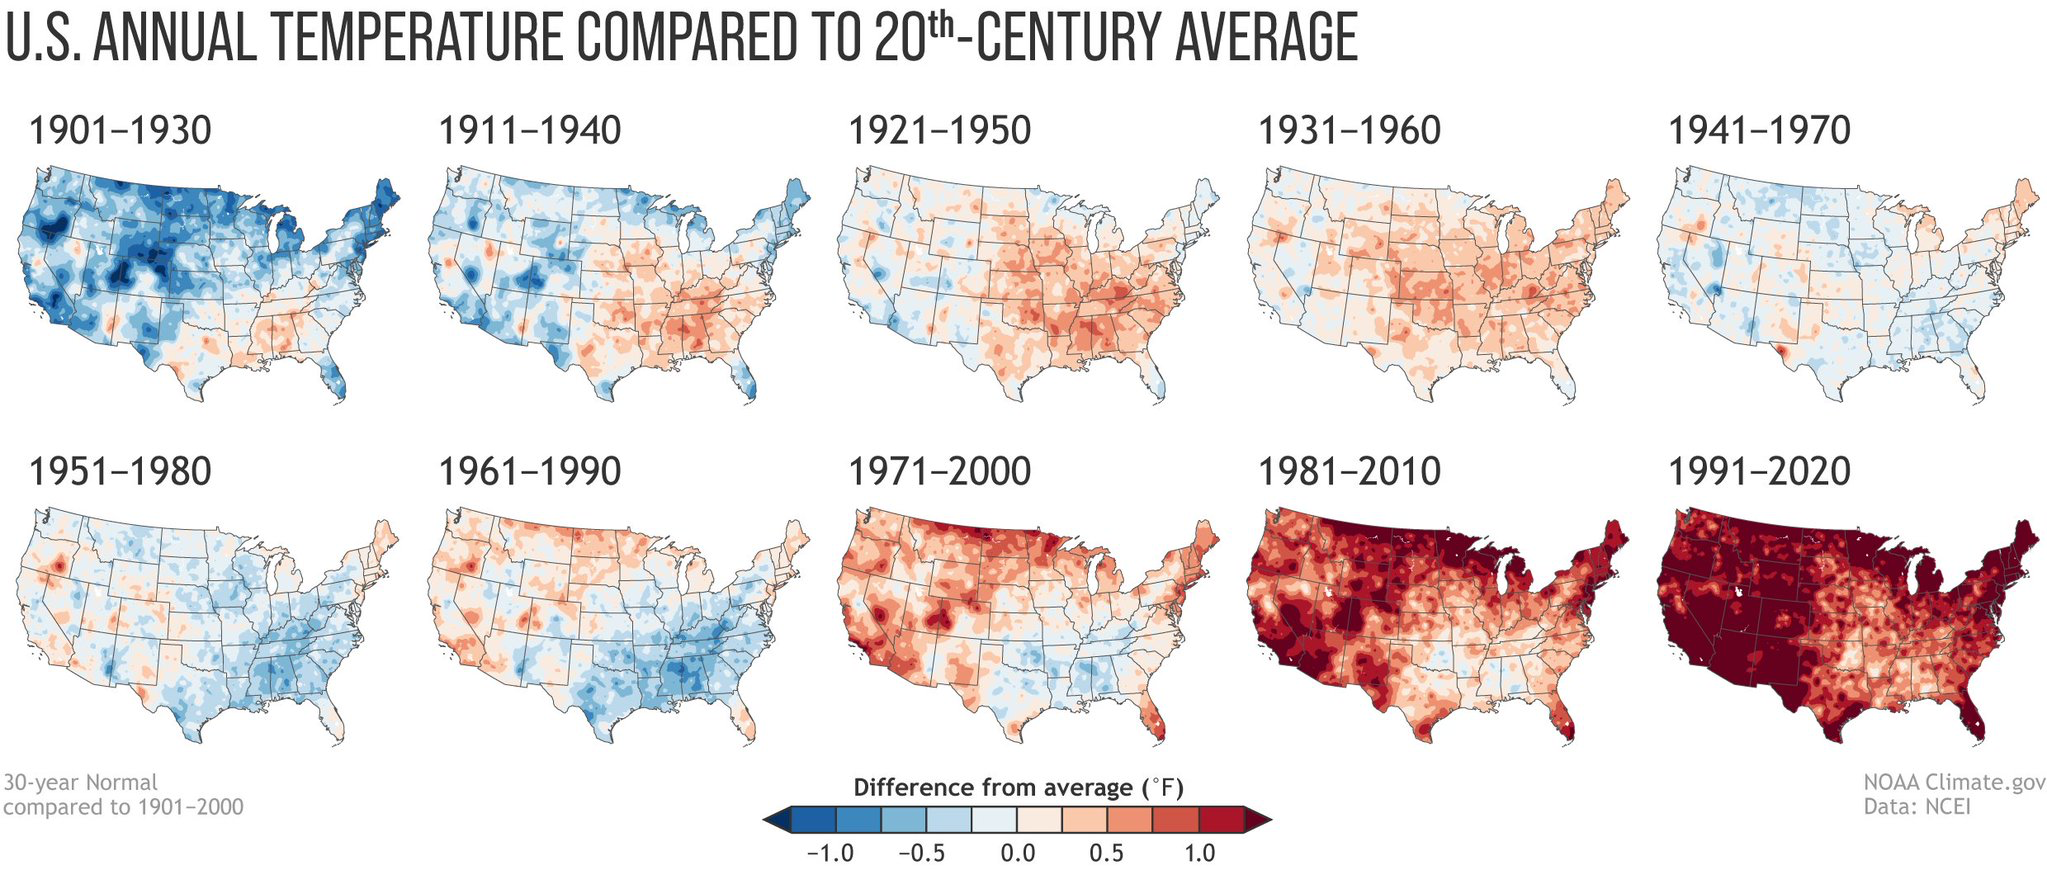 U.S. ANNUAL TEMPERATURE COMPARED TO 20th-CENTURY AVERAGE
1901–1930
1911–1940
1921–1950
1931–1960
1941–1970
1951–1980
1961–1990
1971–2000
1981–2010
1991–2020
30-year Normal
compared to 1901–2000
Difference from average (°F)
−1.0 −0.5 0.0 0.5 1.0
NOAA Climate.gov
Data: NCEI